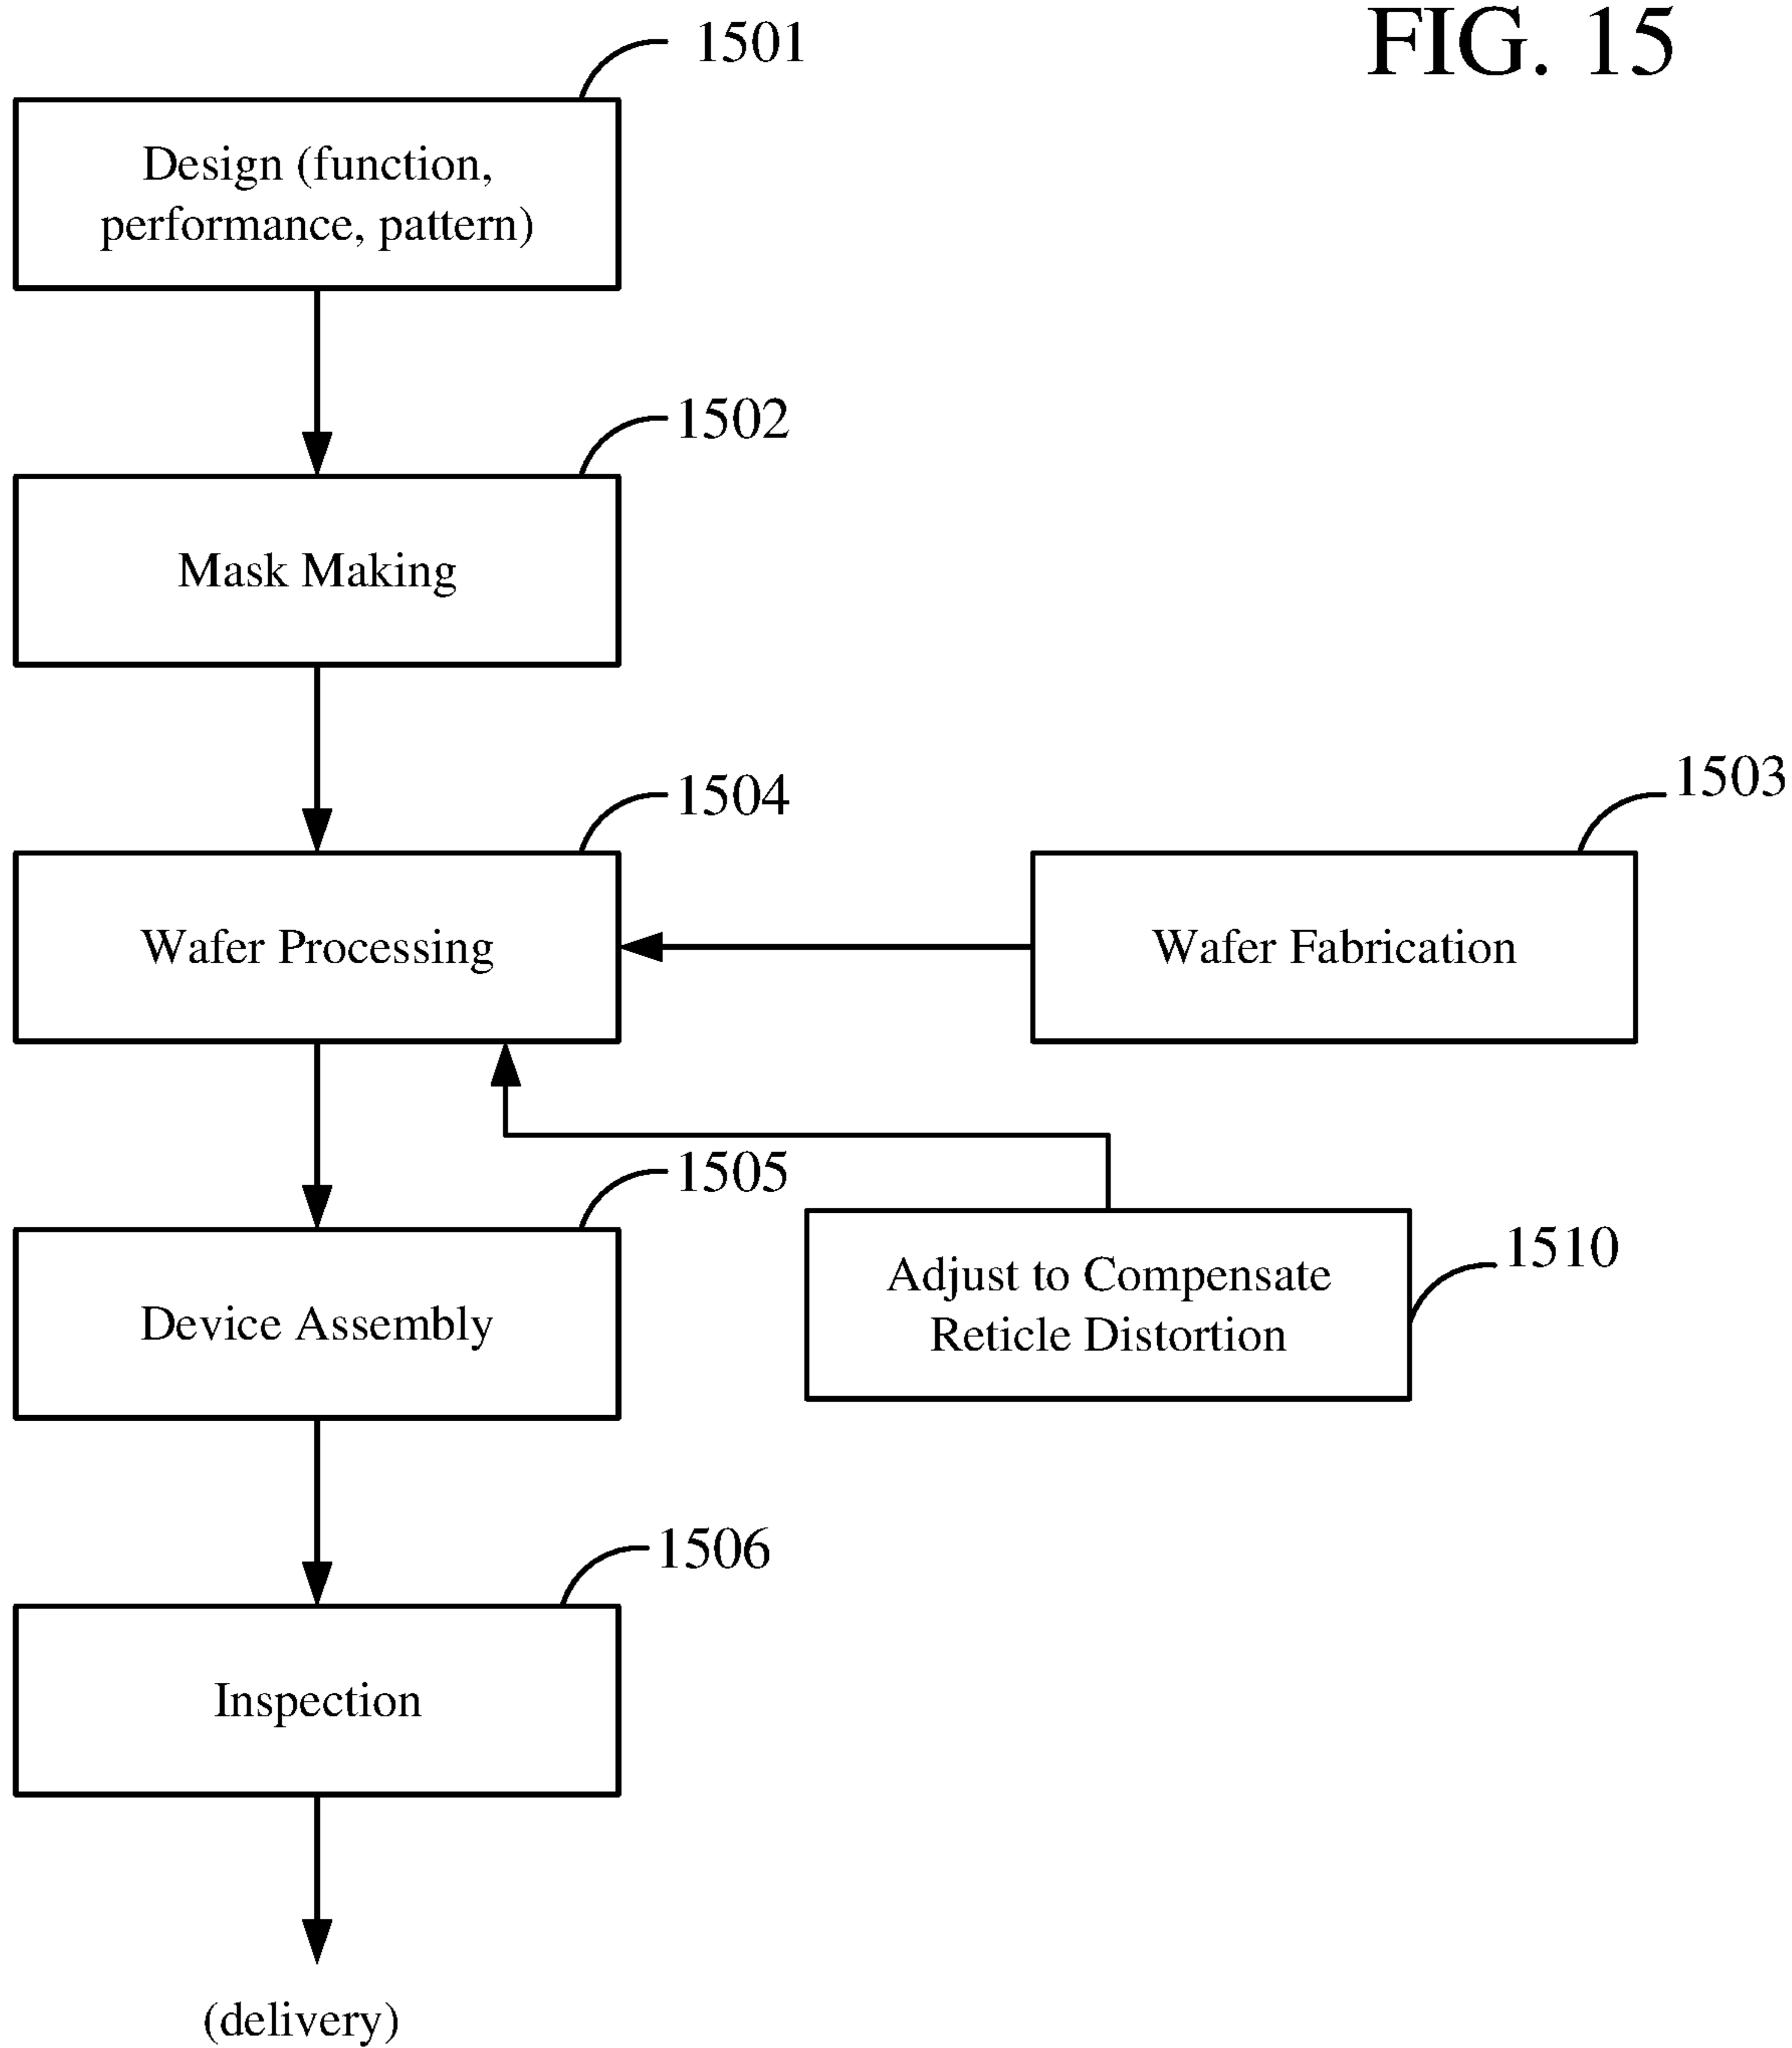 FIG. 15
1501
Design (function,
performance, pattern)
1502
Mask Making
1504
Wafer Processing
1503
Wafer Fabrication
1505
Device Assembly
1510
Adjust to Compensate
Reticle Distortion
1506
Inspection
(delivery)